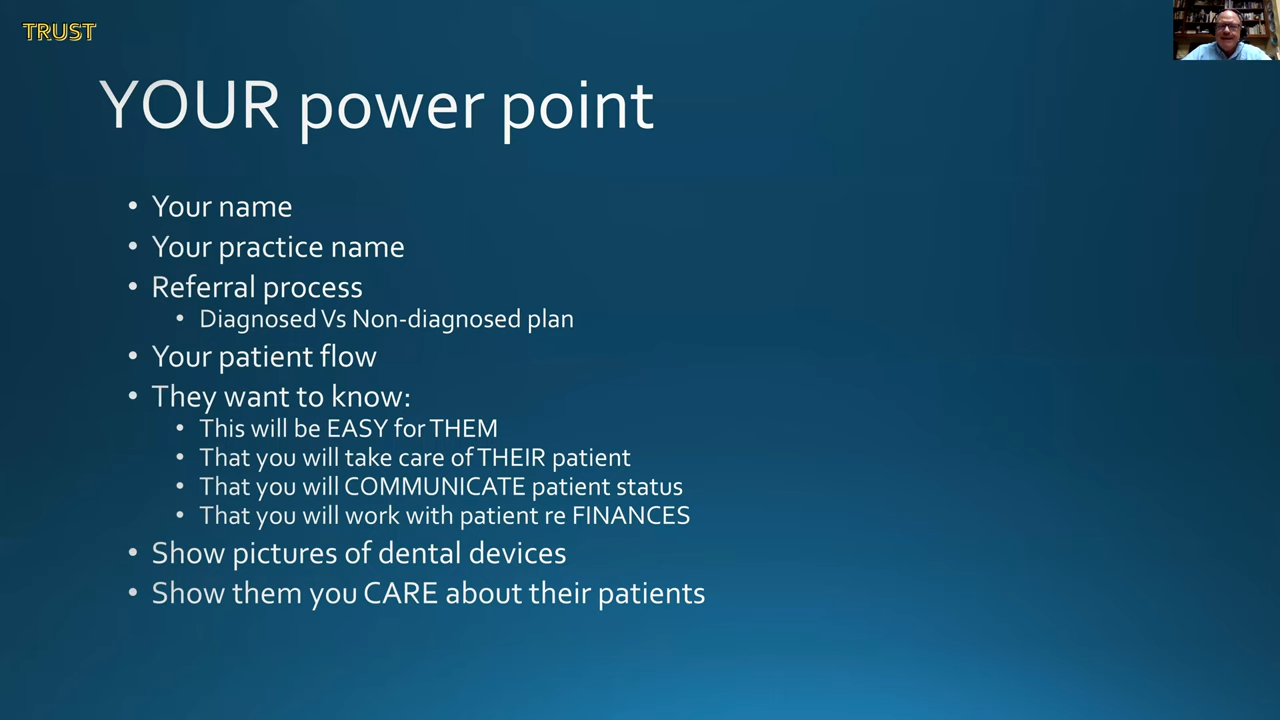 TRUST
YOUR power point
• Your name
• Your practice name
• Referral process
• Diagnosed Vs Non-diagnosed plan
• Your patient flow
• They want to know:
• This will be EASY for THEM
• That you will take care of THEIR patient
• That you will COMMUNICATE patient status
• That you will work with patient re FINANCES
• Show pictures of dental devices
• Show them you CARE about their patients